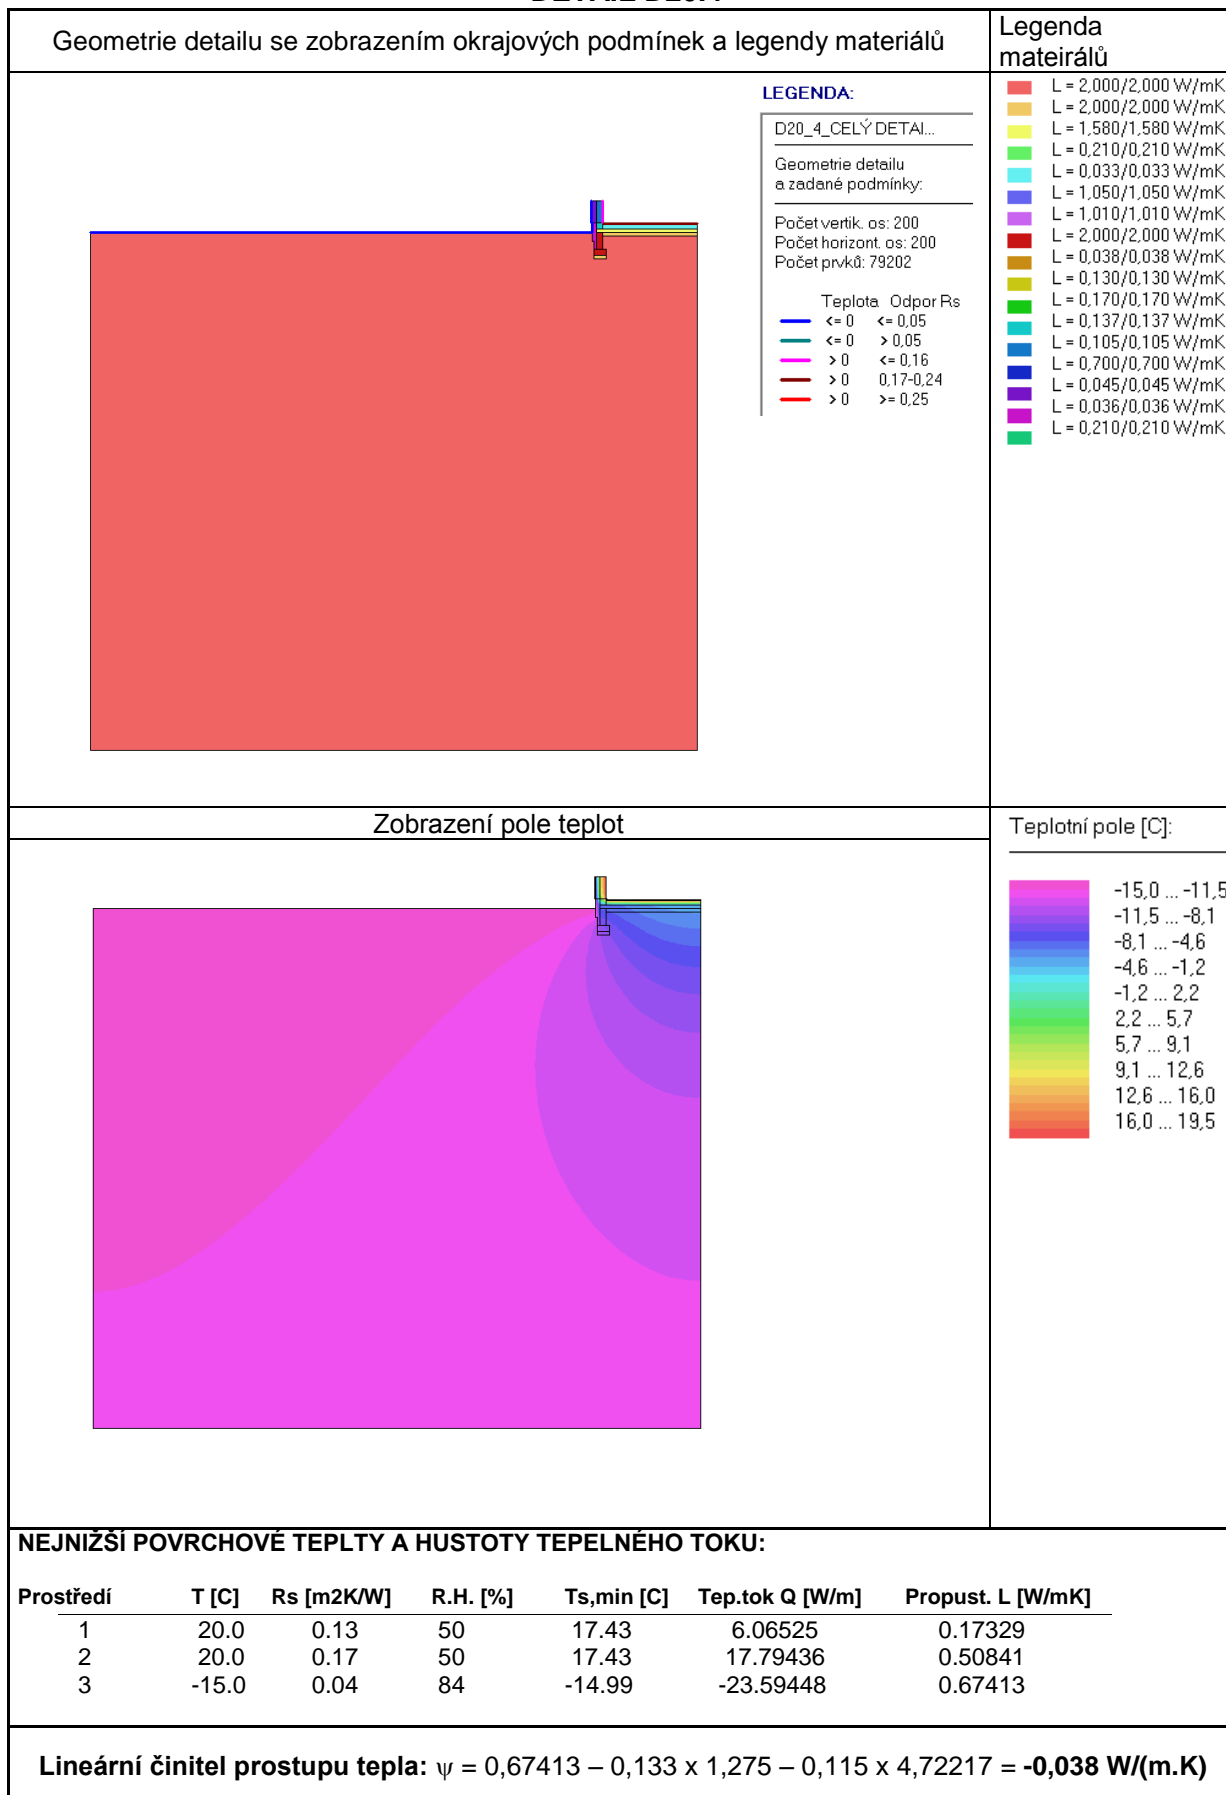 Geometrie detailu se zobrazením okrajových podmínek a legendy materiálů
Legenda
mateirálů
LEGENDA:
D20_4_CELÝ DETAI...
Geometrie detailu
a zadané podmínky:
Počet vertik. os: 200
Počet horizont. os: 200
Počet prvků: 79202
Teplota Odpor Rs
<= 0 <= 0,05
<= 0 > 0,05
> 0 <= 0,16
> 0 0,17-0,24
> 0 >= 0,25
L = 2,000/2,000 W/mK
L = 2,000/2,000 W/mK
L = 1,580/1,580 W/mK
L = 0,210/0,210 W/mK
L = 0,033/0,033 W/mK
L = 1,050/1,050 W/mK
L = 1,010/1,010 W/mK
L = 2,000/2,000 W/mK
L = 0,038/0,038 W/mK
L = 0,130/0,130 W/mK
L = 0,170/0,170 W/mK
L = 0,137/0,137 W/mK
L = 0,105/0,105 W/mK
L = 0,700/0,700 W/mK
L = 0,045/0,045 W/mK
L = 0,036/0,036 W/mK
L = 0,210/0,210 W/mK
Zobrazení pole teplot
Teplotní pole [C]:
-15,0 ... -11,5
-11,5 ... -8,1
-8,1 ... -4,6
-4,6 ... -1,2
-1,2 ... 2,2
2,2 ... 5,7
5,7 ... 9,1
9,1 ... 12,6
12,6 ... 16,0
16,0 ... 19,5
NEJNIŽŠÍ POVRCHOVÉ TEPLTY A HUSTOTY TEPELNÉHO TOKU:
Prostředí T [C] Rs [m2K/W] R.H. [%] Ts,min [C] Tep.tok Q [W/m] Propust. L [W/mK]
1 20.0 0.13 50 17.43 6.06525 0.17329
2 20.0 0.17 50 17.43 17.79436 0.50841
3 -15.0 0.04 84 -14.99 -23.59448 0.67413
Lineární činitel prostupu tepla: ψ = 0,67413 – 0,133 x 1,275 – 0,115 x 4,72217 = -0,038 W/(m.K)